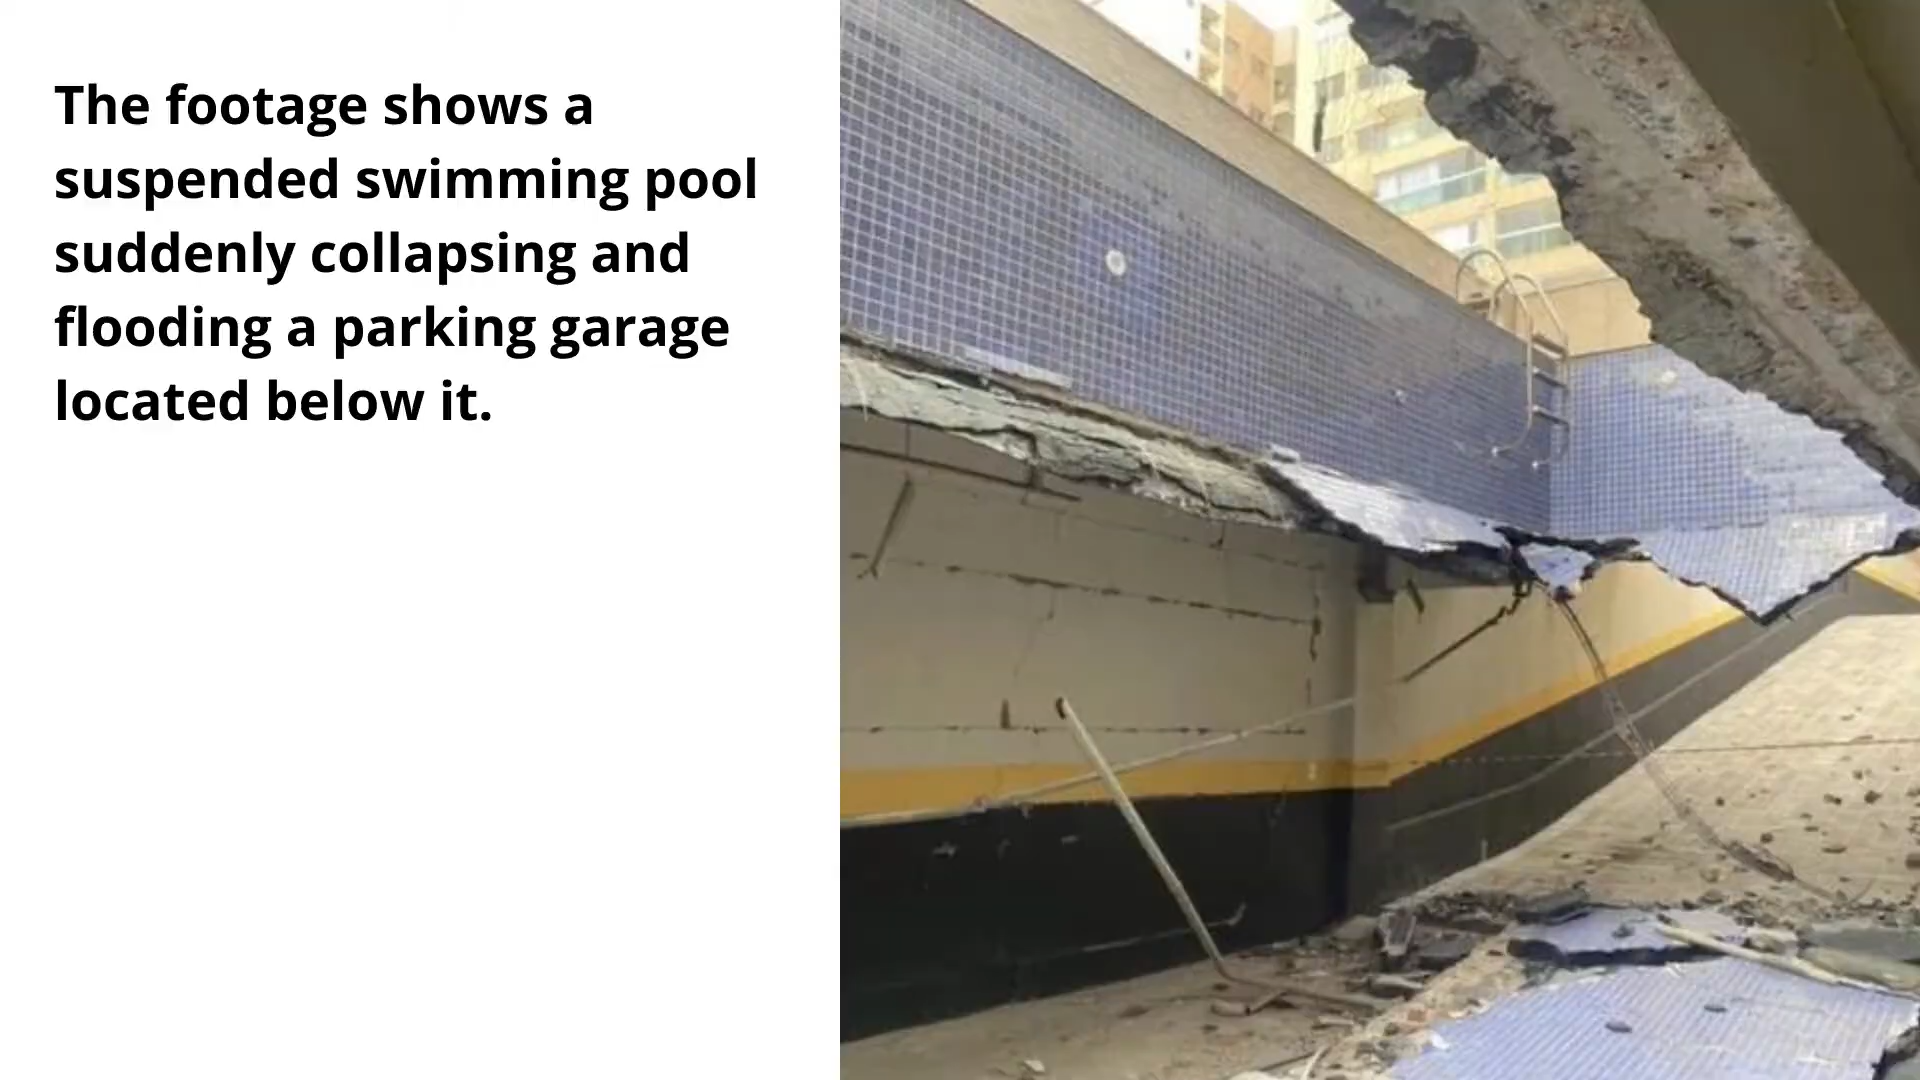 The footage shows a
suspended swimming pool
suddenly collapsing and
flooding a parking garage
located below it.